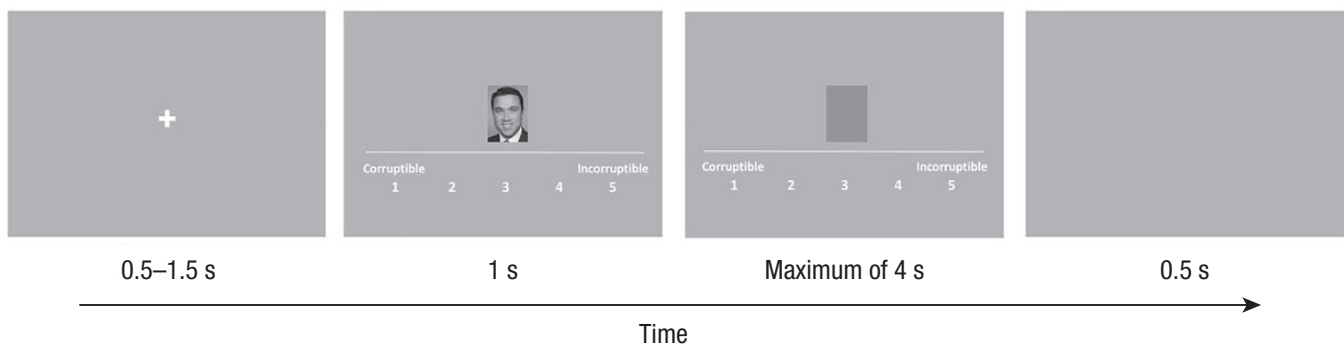 +
Corruptible Incorruptible
1 2 3 4 5
Corruptible Incorruptible
1 2 3 4 5
0.5–1.5 s 1 s Maximum of 4 s 0.5 s
Time